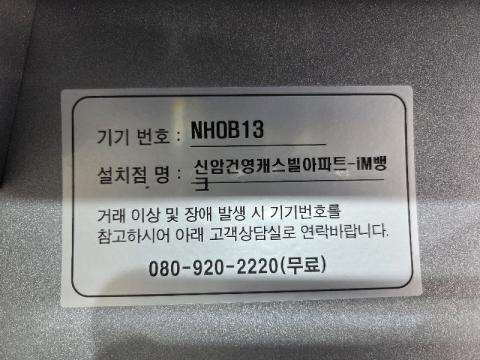 기기 번호 : NH0B13
설치점 명 : 신암건영캐스빌아파트-iM뱅
크
거래 이상 및 장애 발생 시 기기번호를
참고하시어 아래 고객상담실로 연락바랍니다.
080-920-2220(무료)